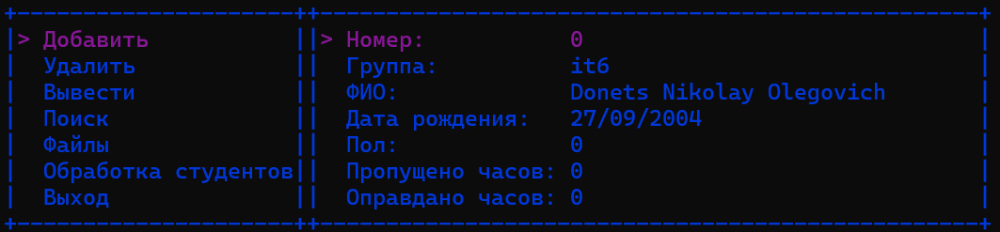 > Добавить
Удалить
Вывести
Поиск
Файлы
Обработка студентов
Выход
> Номер: 0
Группа: it6
ФИО: Donets Nikolay Olegovich
Дата рождения: 27/09/2004
Пол: 0
Пропущено часов: 0
Оправдано часов: 0